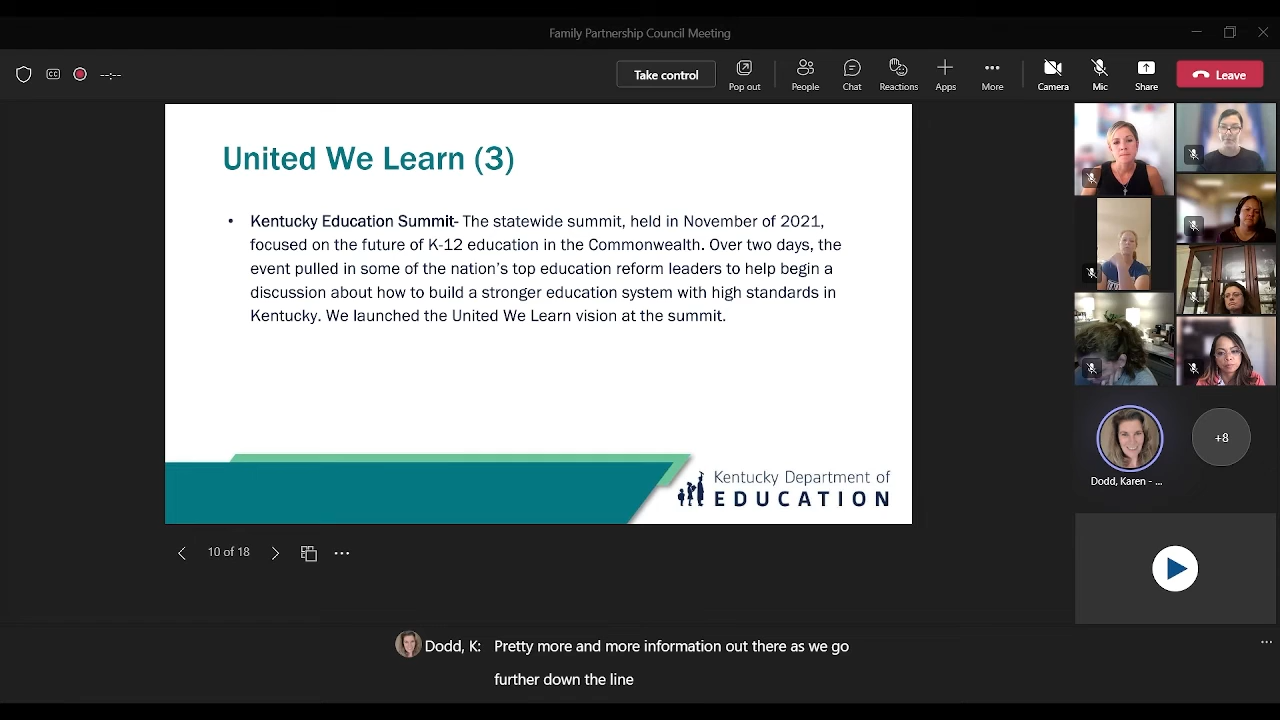 Family Partnership Council Meeting
CC
--:--
Take control
Pop out
People
Chat
Reactions
Apps
More
Camera
Mic
Share
Leave
United We Learn (3)
• Kentucky Education Summit- The statewide summit, held in November of 2021,
focused on the future of K-12 education in the Commonwealth. Over two days, the
event pulled in some of the nation's top education reform leaders to help begin a
discussion about how to build a stronger education system with high standards in
Kentucky. We launched the United We Learn vision at the summit.
Kentucky Department of
EDUCATION
+8
Dodd, Karen - ...
10 of 18
Dodd, K: Pretty more and more information out there as we go
further down the line